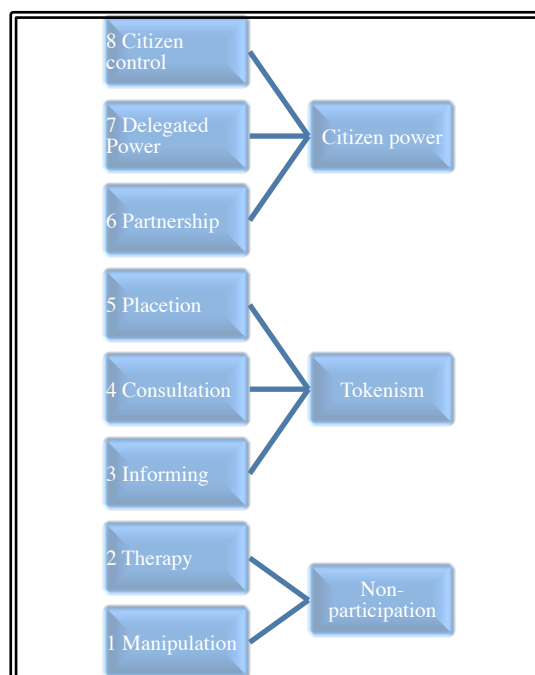 8 Citizen
control
7 Delegated
Power
Citizen power
6 Partnership
5 Placetion
4 Consultation
Tokenism
3 Informing
2 Therapy
Non-
participation
1 Manipulation